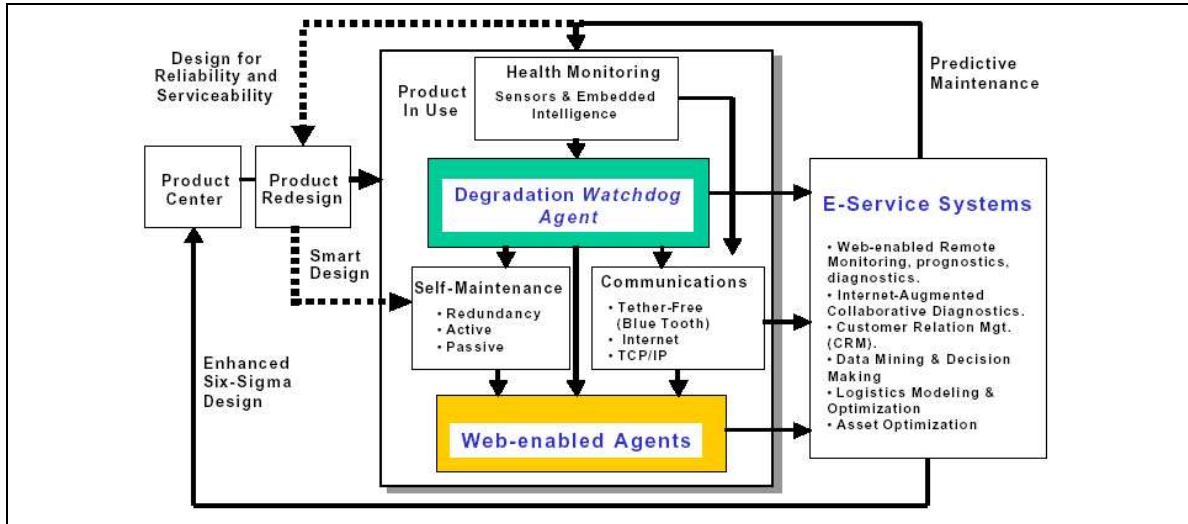 Design for
Reliability and
Serviceability
Health Monitoring
Sensors & Embedded
Intelligence
Product
In Use
Predictive
Maintenance
Product
Center
Product
Redesign
Degradation Watchdog
Agent
E-Service Systems
• Web-enabled Remote
Monitoring, prognostics,
diagnostics.
• Internet-Augmented
Collaborative Diagnostics.
• Customer Relation Mgt.
(CRM).
• Data Mining & Decision
Making
• Logistics Modeling &
Optimization
• Asset Optimization
Smart
Design
Self-Maintenance
• Redundancy
• Active
• Passive
Communications
• Tether-Free
(Blue Tooth)
• Internet
• TCP/IP
Enhanced
Six-Sigma
Design
Web-enabled Agents